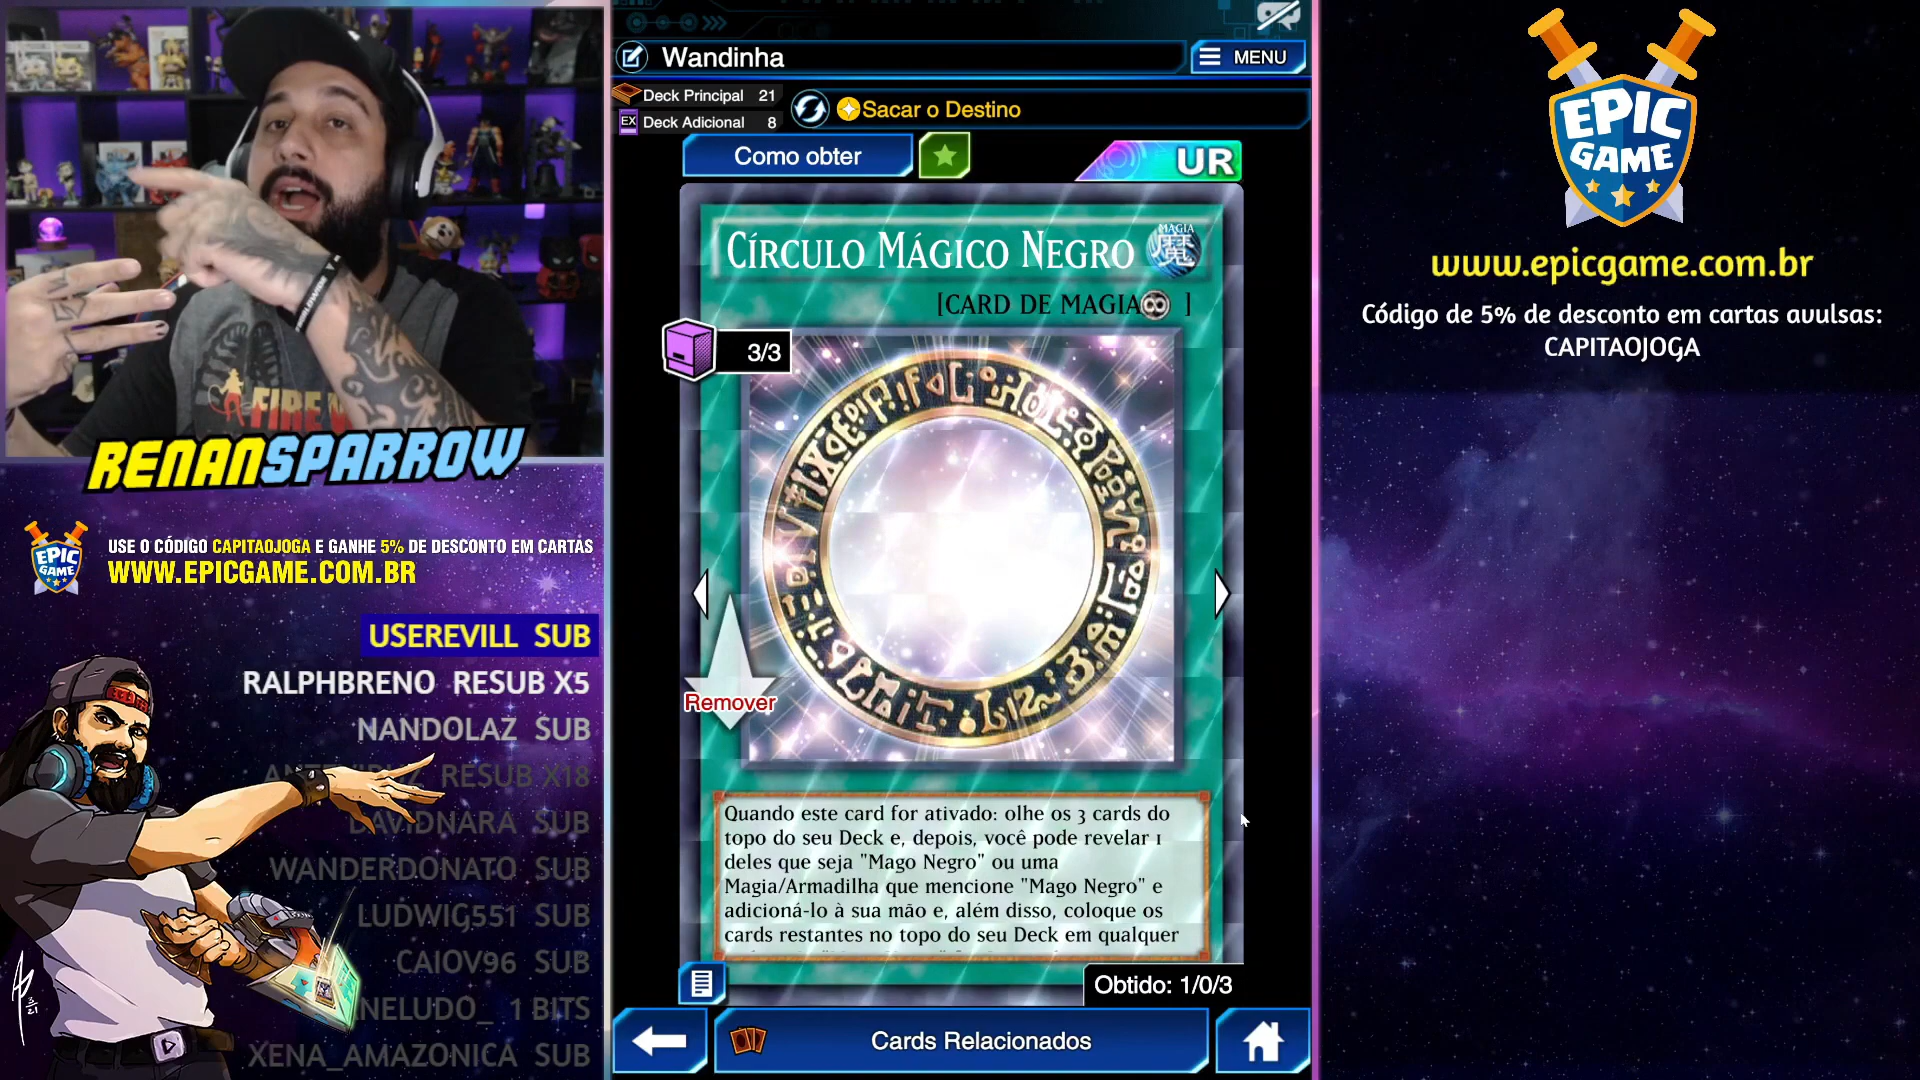 FIRE
RENANSPARROW
EPIC
GAME
USE O CÓDIGO CAPITAOJOGA E GANHE 5% DE DESCONTO EM CARTAS
WWW.EPICGAME.COM.BR
USEREVILL SUB
RALPHBRENO RESUB X5
NANDOLAZ SUB
RESUB X18
DAVIDNARA SUB
WANDERDONATO SUB
LUDWIG551 SUB
CAIOV96 SUB
NELUDO_ 1 BITS
XENA_AMAZONICA SUB
Wandinha
MENU
Deck Principal 21
EX Deck Adicional 8
Sacar o Destino
Como obter
UR
CÍRCULO MÁGICO NEGRO
MAGIA
魔
[CARD DE MAGIA ]
3/3
Remover
Quando este card for ativado: olhe os 3 cards do
topo do seu Deck e, depois, você pode revelar 1
deles que seja "Mago Negro" ou uma
Magia/Armadilha que mencione "Mago Negro" e
adicioná-lo à sua mão e, além disso, coloque os
cards restantes no topo do seu Deck em qualquer
Obtido: 1/0/3
Cards Relacionados
EPIC
GAME
www.epicgame.com.br
Código de 5% de desconto em cartas avulsas:
CAPITAOJOGA